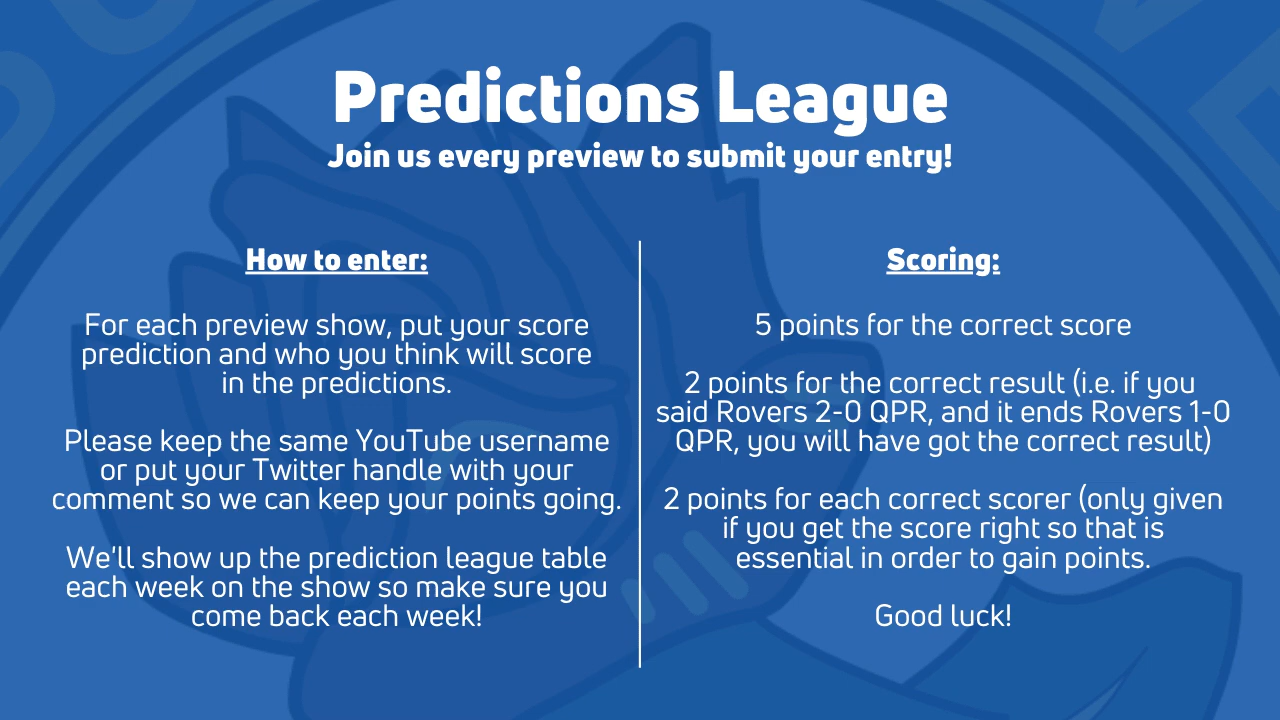 Predictions League
Join us every preview to submit your entry!
How to enter:
For each preview show, put your score
prediction and who you think will score
in the predictions.
Please keep the same YouTube username
or put your Twitter handle with your
comment so we can keep your points going.
We'll show up the prediction league table
each week on the show so make sure you
come back each week!
Scoring:
5 points for the correct score
2 points for the correct result (i.e. if you
said Rovers 2-0 QPR, and it ends Rovers 1-0
QPR, you will have got the correct result)
2 points for each correct scorer (only given
if you get the score right so that is
essential in order to gain points.
Good luck!